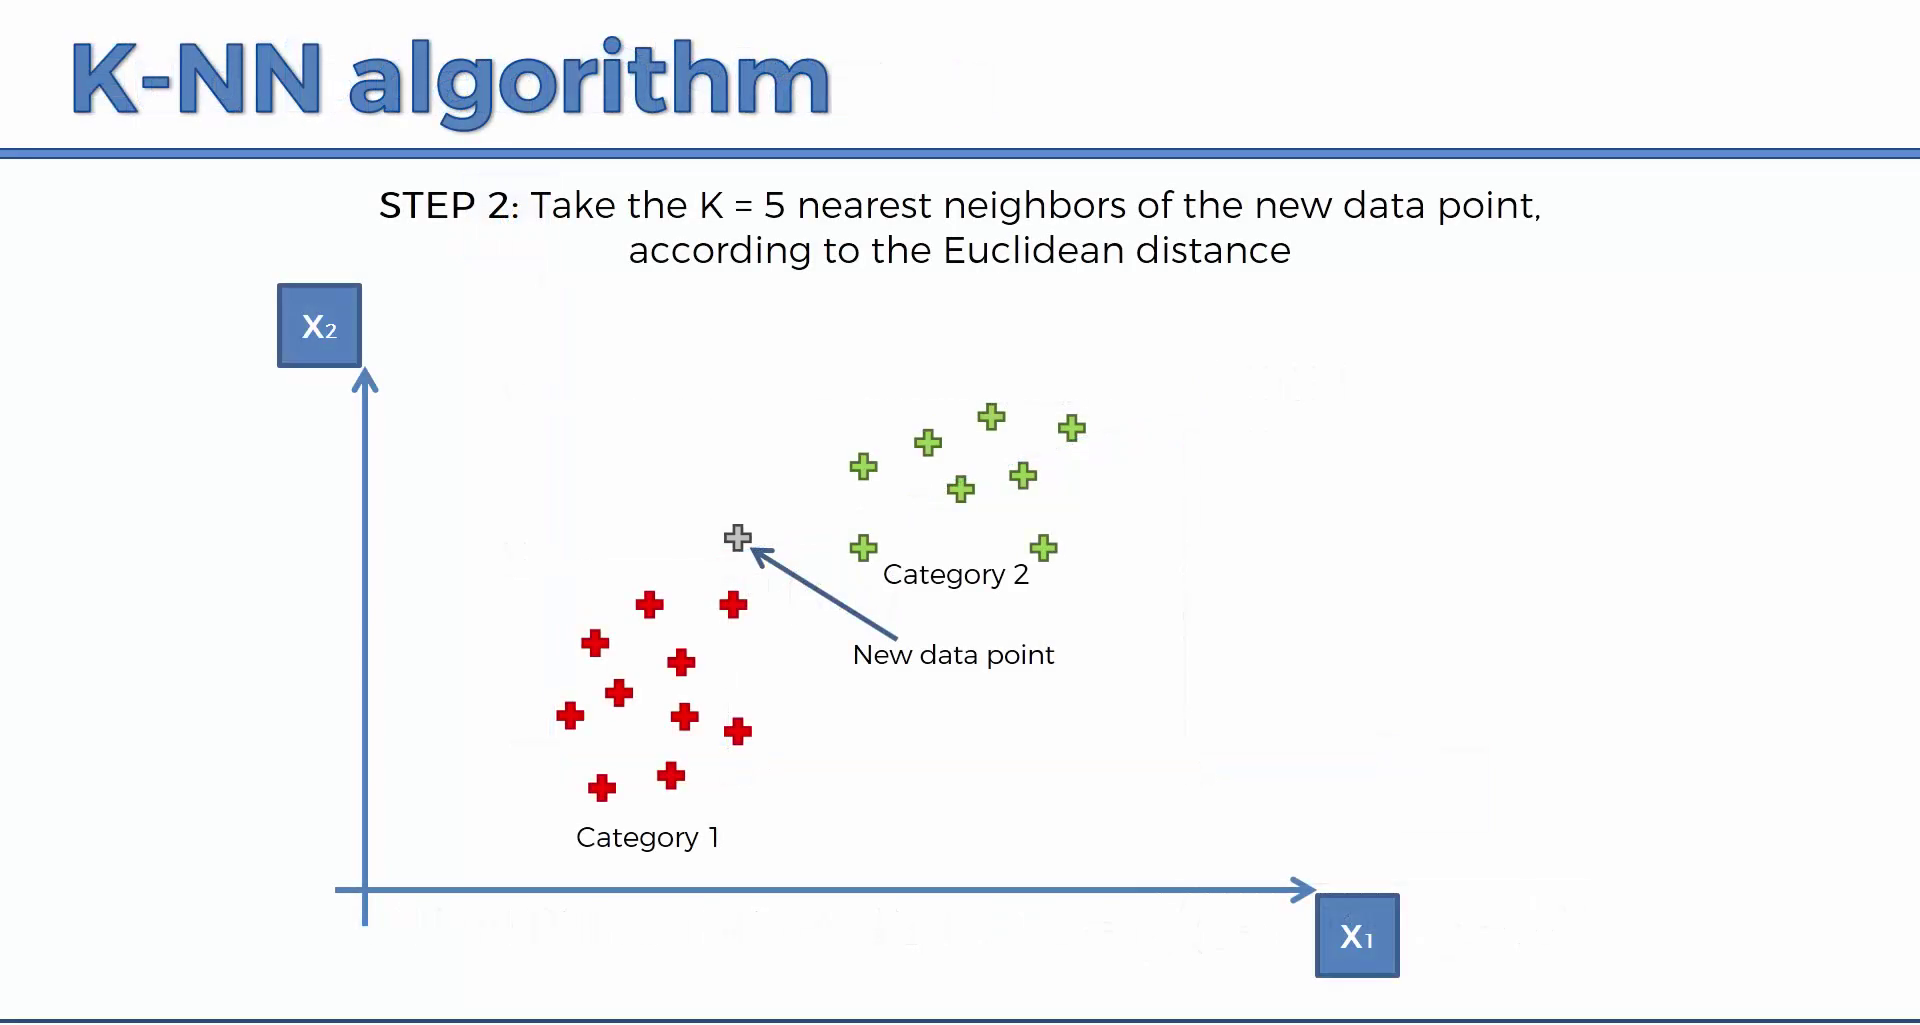 K-NN algorithm
STEP 2: Take the K = 5 nearest neighbors of the new data point,
according to the Euclidean distance
X2
Category 2
New data point
Category 1
X1